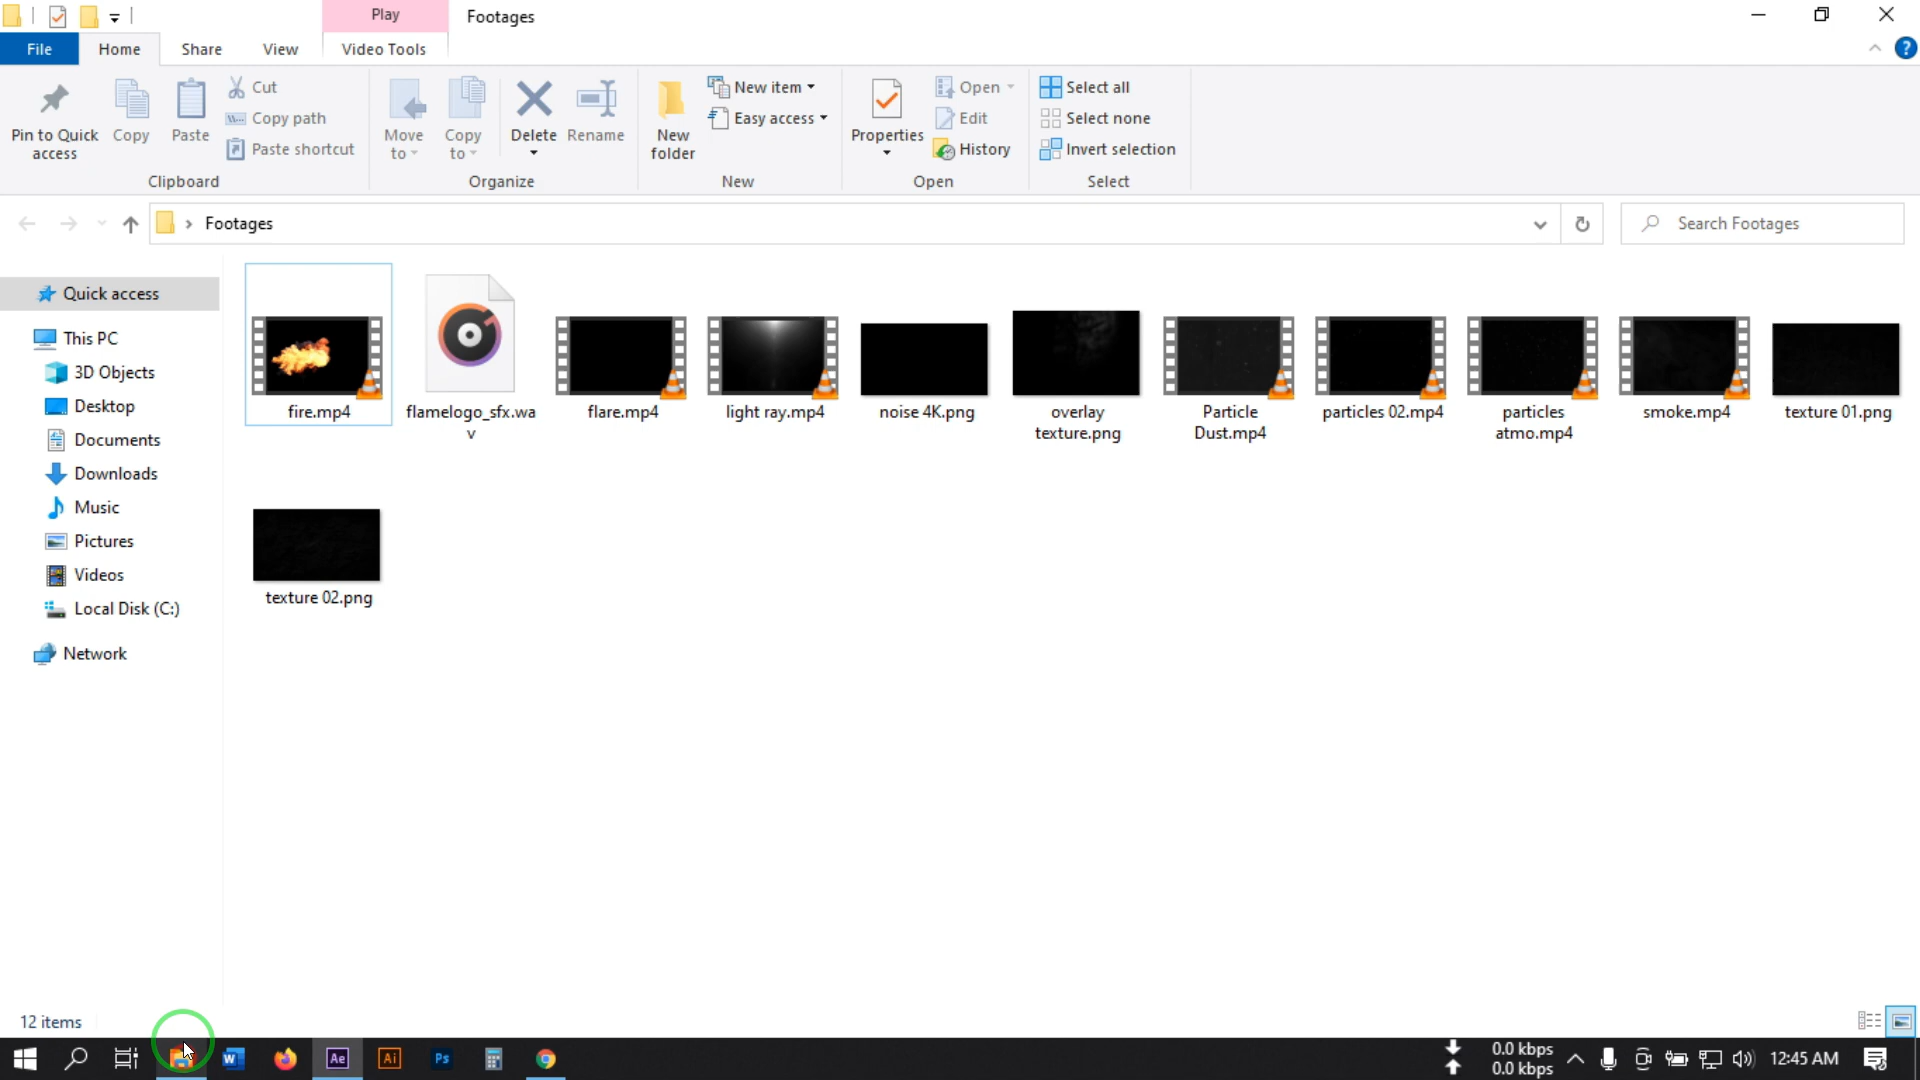 Play
Footages
File
Home
Share
View
Video Tools
Pin to Quick
access
Copy
Paste
Cut
Copy path
Paste shortcut
Clipboard
Move
to
Copy
to
Delete
Rename
Organize
New
folder
New item
Easy access
New
Properties
Open
Edit
History
Open
Select all
Select none
Invert selection
Select
Footages
Search Footages
Quick access
This PC
3D Objects
Desktop
Documents
Downloads
Music
Pictures
Videos
Local Disk (C:)
Network
fire.mp4
flamelogo_sfx.wa
v
flare.mp4
light ray.mp4
noise 4K.png
overlay
texture.png
Particle
Dust.mp4
particles 02.mp4
particles
atmo.mp4
smoke.mp4
texture 01.png
texture 02.png
12 items
W
Ae
Ai
Ps
0.0 kbps
0.0 kbps
12:45 AM